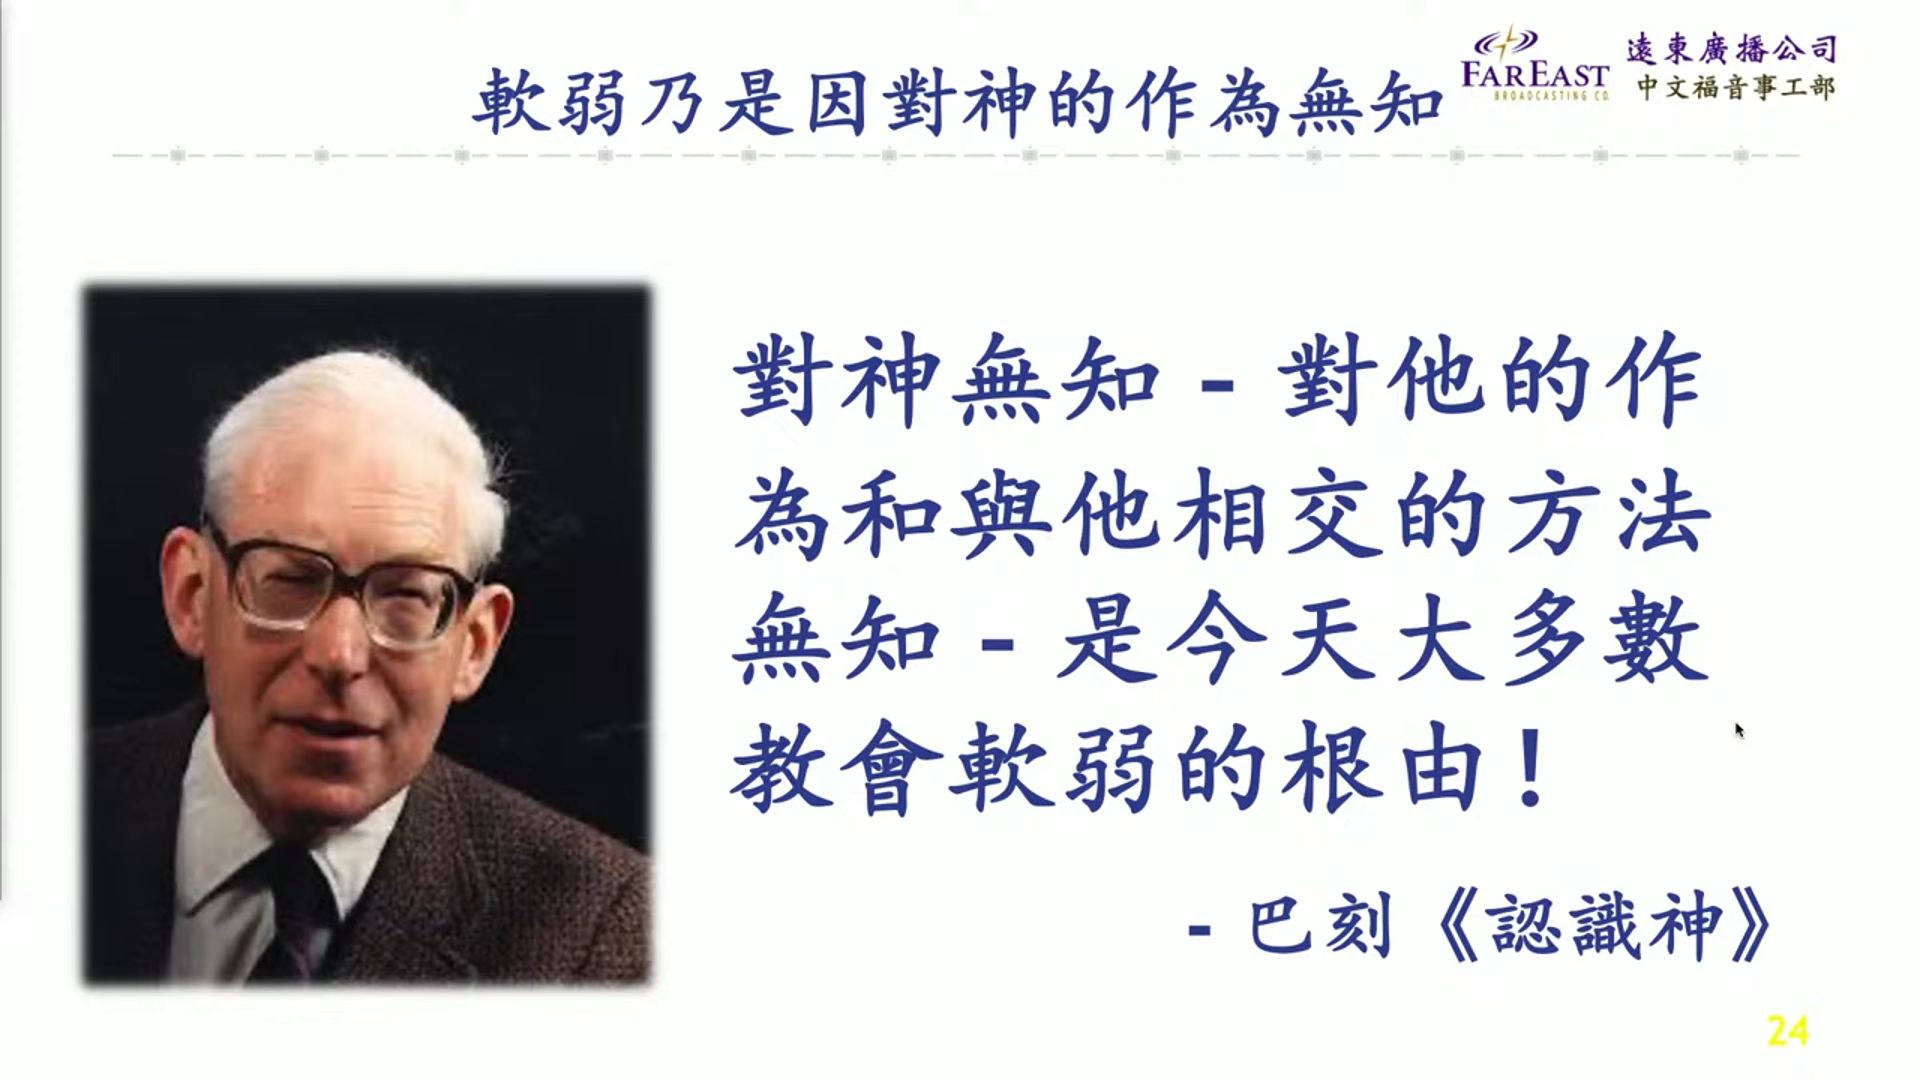 軟弱乃是因對神的作為無知
FAREAST
BROADCASTING CO.
遠東廣播公司
中文福音事工部
對神無知 - 對他的作
為和與他相交的方法
無知 - 是今天大多數
教會軟弱的根由！
- 巴刻《認識神》
24